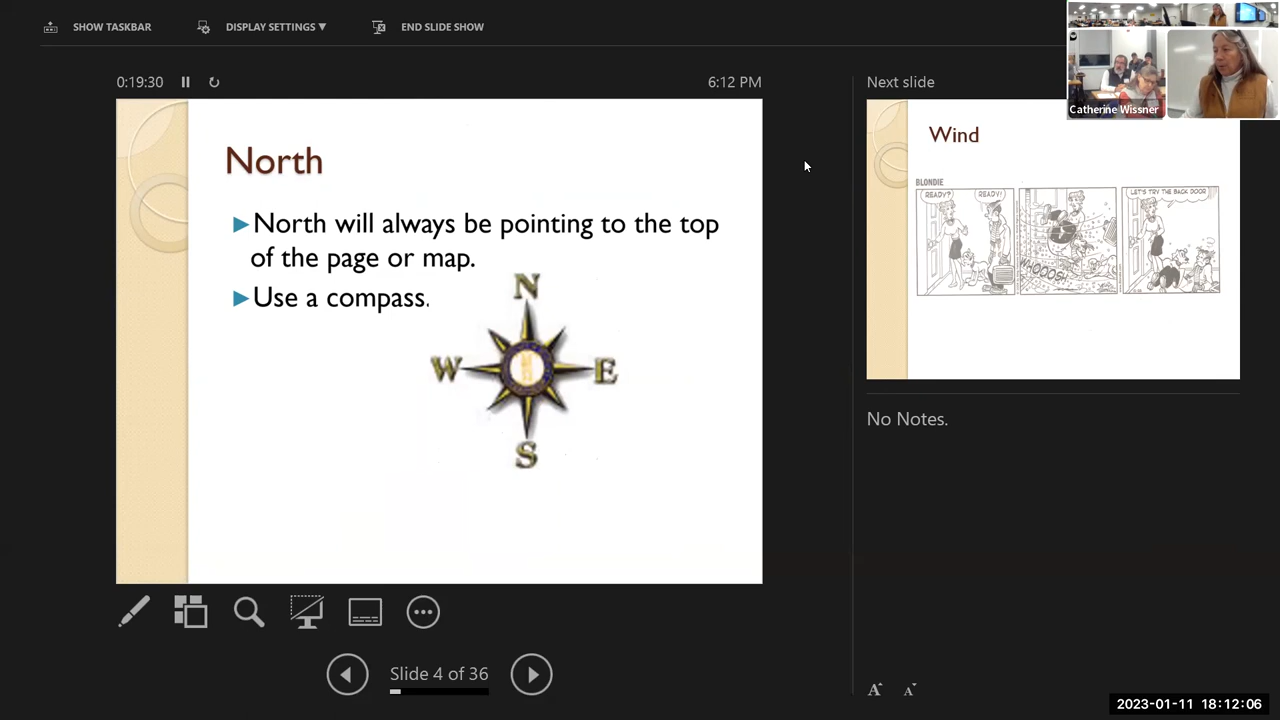 SHOW TASKBAR
DISPLAY SETTINGS ▼
END SLIDE SHOW
Catherine Wissner
0:19:30
6:12 PM
North
►North will always be pointing to the top
of the page or map.
►Use a compass.
N
W
E
S
Next slide
Wind
BLONDIE
READY?
READY!
WHOOOSH
LET'S TRY THE BACK DOOR
No Notes.
Slide 4 of 36
A
A
2023-01-11 18:12:06